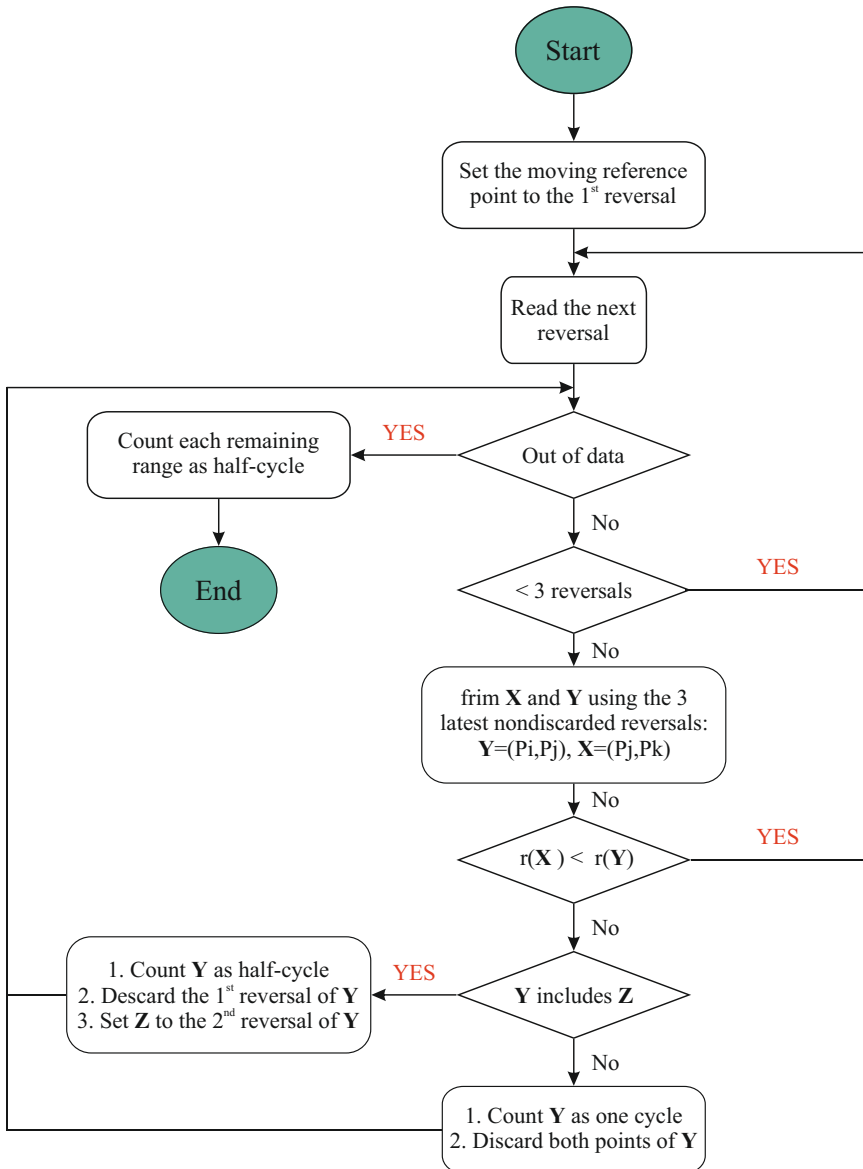 Start
Set the moving reference
point to the 1st reversal
Read the next
reversal
Out of data
YES
Count each remaining
range as half-cycle
End
No
< 3 reversals
YES
No
frim X and Y using the 3
latest nondiscarded reversals:
Y=(Pi,Pj), X=(Pj,Pk)
No
r(X ) < r(Y)
YES
No
Y includes Z
YES
1. Count Y as half-cycle
2. Descard the 1st reversal of Y
3. Set Z to the 2nd reversal of Y
No
1. Count Y as one cycle
2. Discard both points of Y